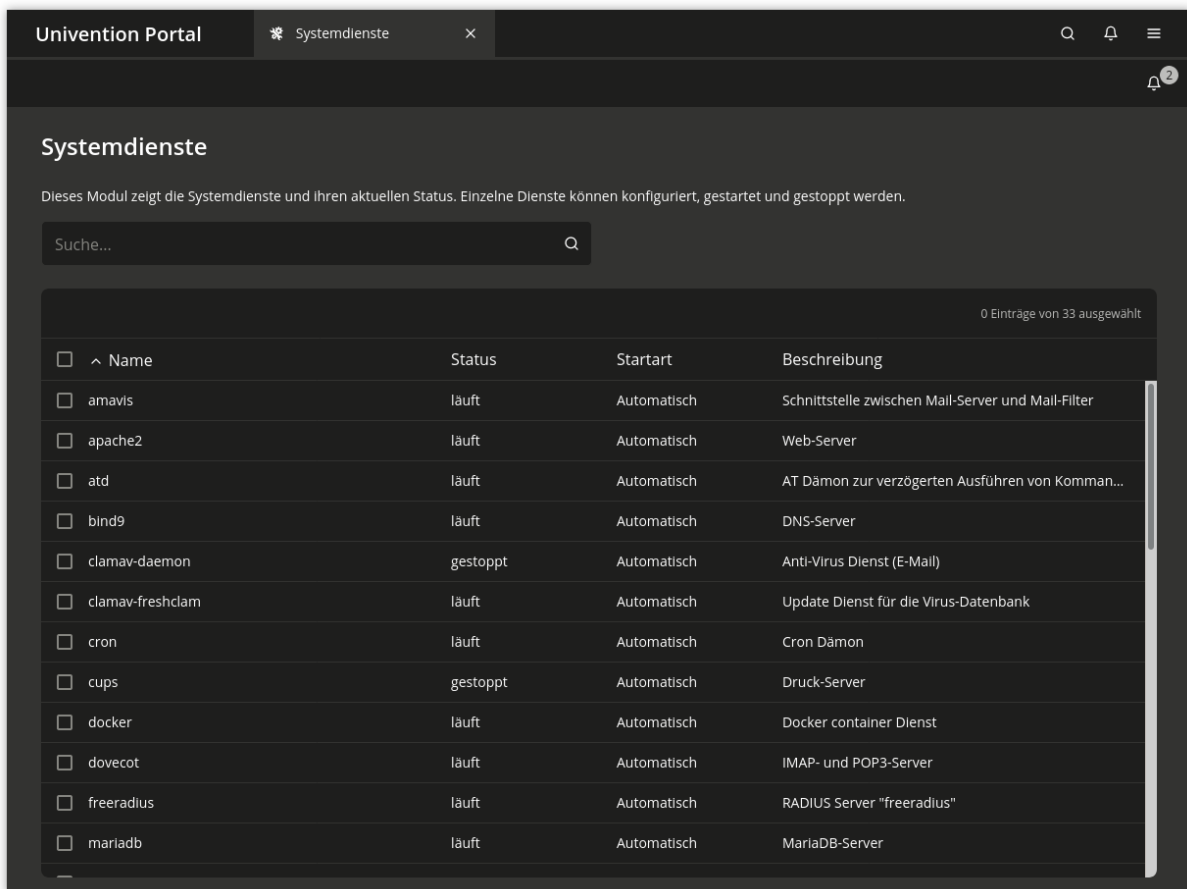 Univention Portal Systemdienste
2
Systemdienste
Dieses Modul zeigt die Systemdienste und ihren aktuellen Status. Einzelne Dienste können konfiguriert, gestartet und gestoppt werden.
Suche...
0 Einträge von 33 ausgewählt
Name Status Startart Beschreibung
amavis läuft Automatisch Schnittstelle zwischen Mail-Server und Mail-Filter
apache2 läuft Automatisch Web-Server
atd läuft Automatisch AT Dämon zur verzögerten Ausführen von Komman...
bind9 läuft Automatisch DNS-Server
clamav-daemon gestoppt Automatisch Anti-Virus Dienst (E-Mail)
clamav-freshclam läuft Automatisch Update Dienst für die Virus-Datenbank
cron läuft Automatisch Cron Dämon
cups gestoppt Automatisch Druck-Server
docker läuft Automatisch Docker container Dienst
dovecot läuft Automatisch IMAP- und POP3-Server
freeradius läuft Automatisch RADIUS Server "freeradius"
mariadb läuft Automatisch MariaDB-Server